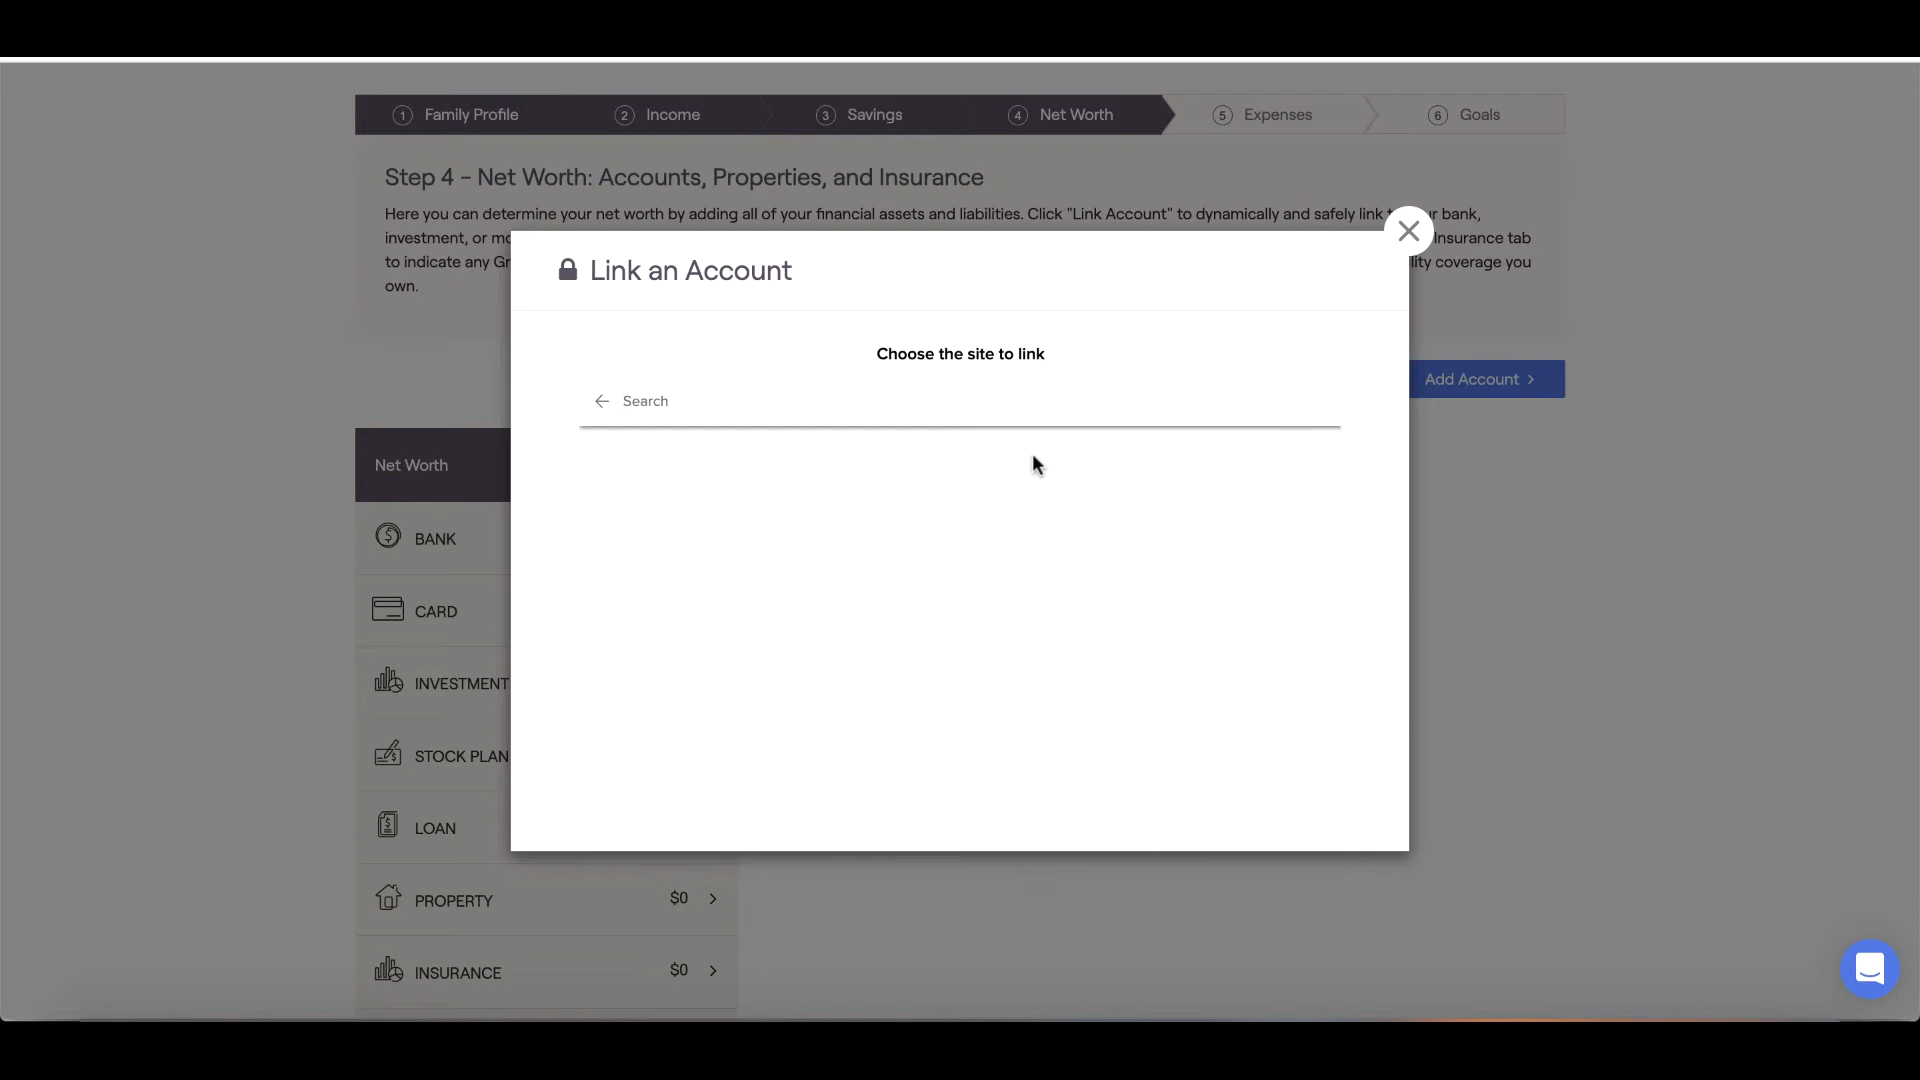 1 Family Profile
2 Income
3 Savings
4 Net Worth
5 Expenses
6 Goals
Step 4 - Net Worth: Accounts, Properties, and Insurance
Here you can determine your net worth by adding all of your financial assets and liabilities. Click "Link Account" to dynamically and safely link bank,
investment, or Insurance tab
to indicate any coverage you
own.
Link an Account
Choose the site to link
Search
Add Account
Net Worth
BANK
CARD
INVESTMENT
STOCK PLAN
LOAN
PROPERTY $0
INSURANCE $0